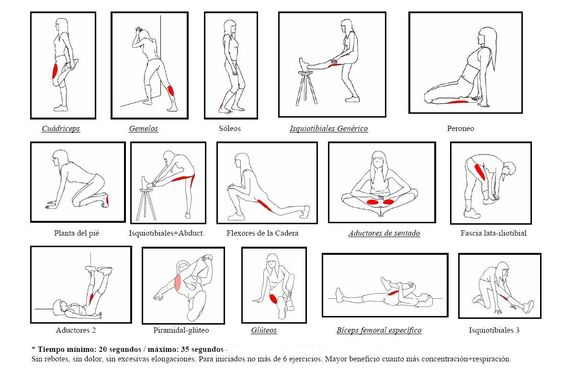 Cuádriceps
Gemelos
Sóleos
Isquiotibiales Genérico
Peroneo
Planta del pié
Isquotibiales+Abduct.
Flexores de la Cadera
Aductores de sentado
Fascia lata-iliotibial
Aductores 2
Piramidal-glúteo
Glúteos
Biceps femoral específico
Isquiotibiales 3
* Tiempo mínimo: 20 segundos / máximo: 35 segundos -
Sin rebotes, sin dolor, sin excesivas elongaciones. Para iniciados no más de 6 ejercicios. Mayor beneficio cuanto más concentración+respiración.